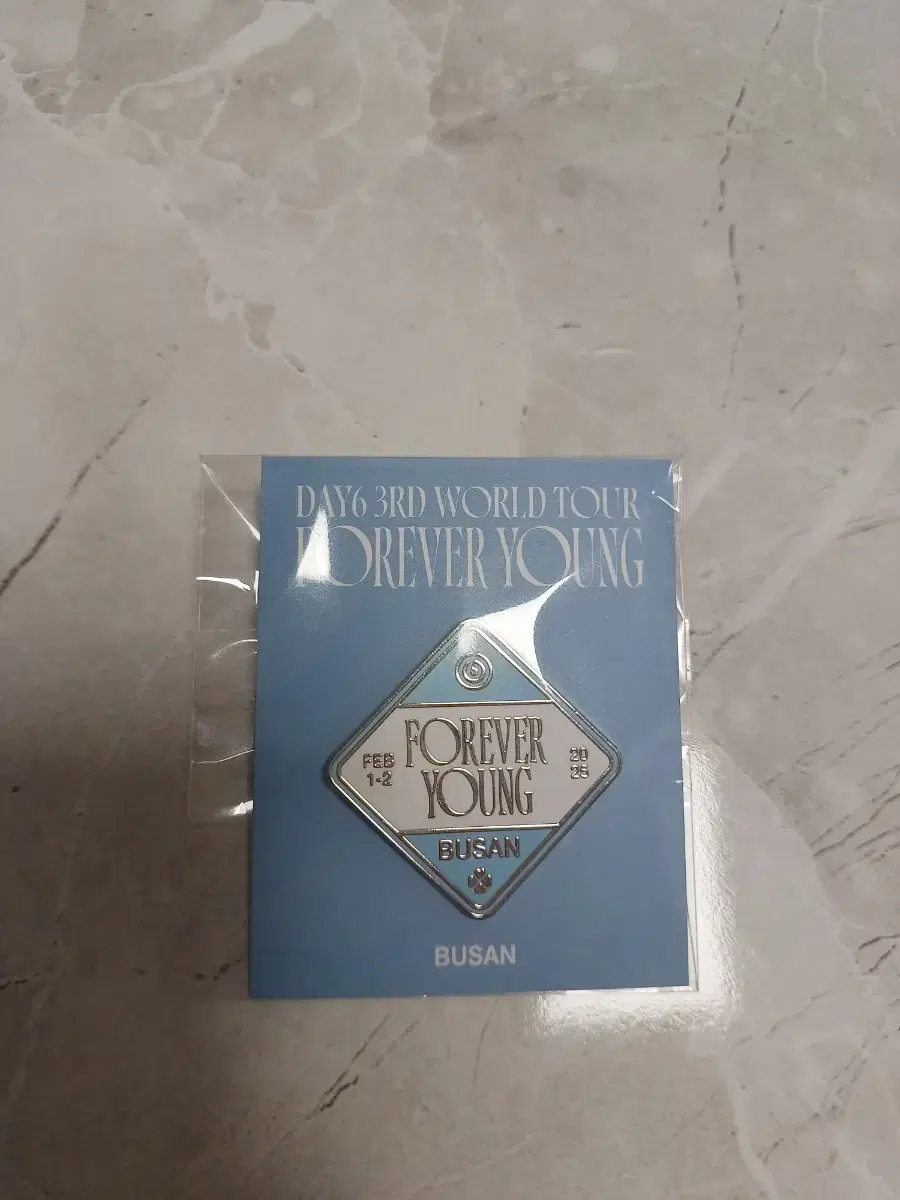 DAY6 3RD WORLD TOUR
FOREVER YOUNG
FOREVER
YOUNG
FEB
1-2
20
25
BUSAN
BUSAN